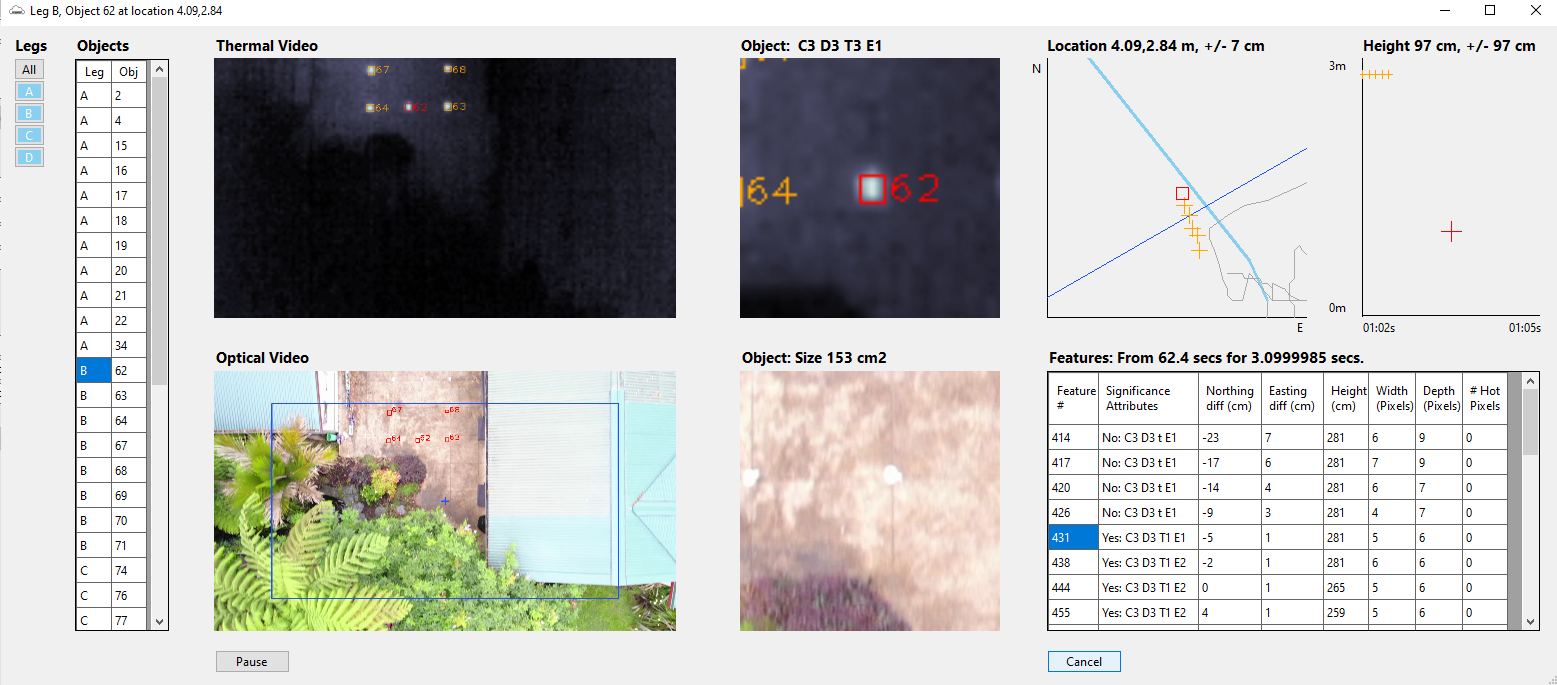 Leg B, Object 62 at location 4.09,2.84
Legs
All
A
B
C
D
Objects
Leg Obj
A 2
A 4
A 15
A 16
A 17
A 18
A 19
A 20
A 21
A 22
A 34
B 62
B 63
B 64
B 67
B 68
B 69
B 70
B 71
C 74
C 76
C 77
Thermal Video
67 68
64 62 63
Optical Video
67 68
64 62 63
Pause
Object: C3 D3 T3 E1
64 62
Object: Size 153 cm2
Location 4.09,2.84 m, +/- 7 cm
N
E
Height 97 cm, +/- 97 cm
3m
0m
01:02s 01:05s
Features: From 62.4 secs for 3.0999985 secs.
Feature # Significance Attributes Northing diff (cm) Easting diff (cm) Height (cm) Width (Pixels) Depth (Pixels) # Hot Pixels
414 No: C3 D3 t E1 -23 7 281 6 9 0
417 No: C3 D3 t E1 -17 6 281 7 9 0
420 No: C3 D3 t E1 -14 4 281 6 7 0
426 No: C3 D3 t E1 -9 3 281 4 7 0
431 Yes: C3 D3 T1 E1 -5 1 281 5 6 0
438 Yes: C3 D3 T1 E2 -2 1 281 6 6 0
444 Yes: C3 D3 T1 E2 0 1 265 5 6 0
455 Yes: C3 D3 T1 E2 4 1 259 5 6 0
Cancel